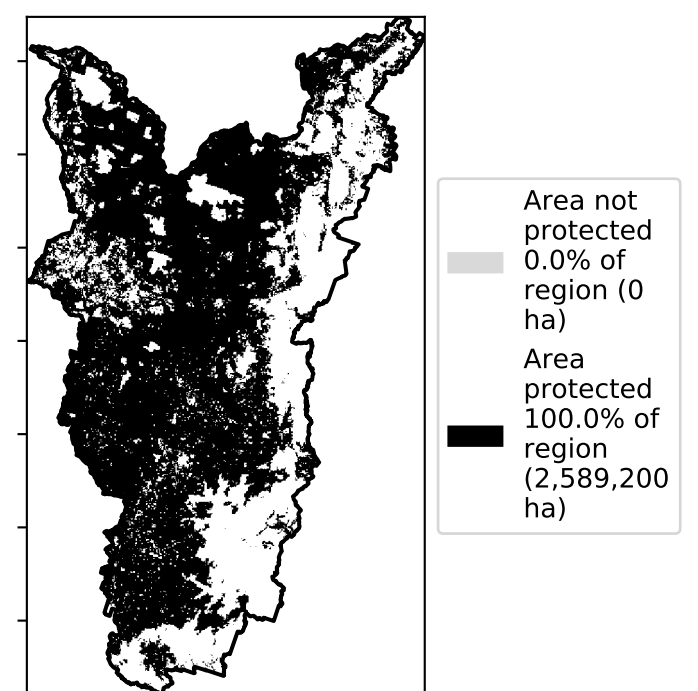 Area not
protected
0.0% of
region (0
ha)
Area
protected
100.0% of
region
(2,589,200
ha)